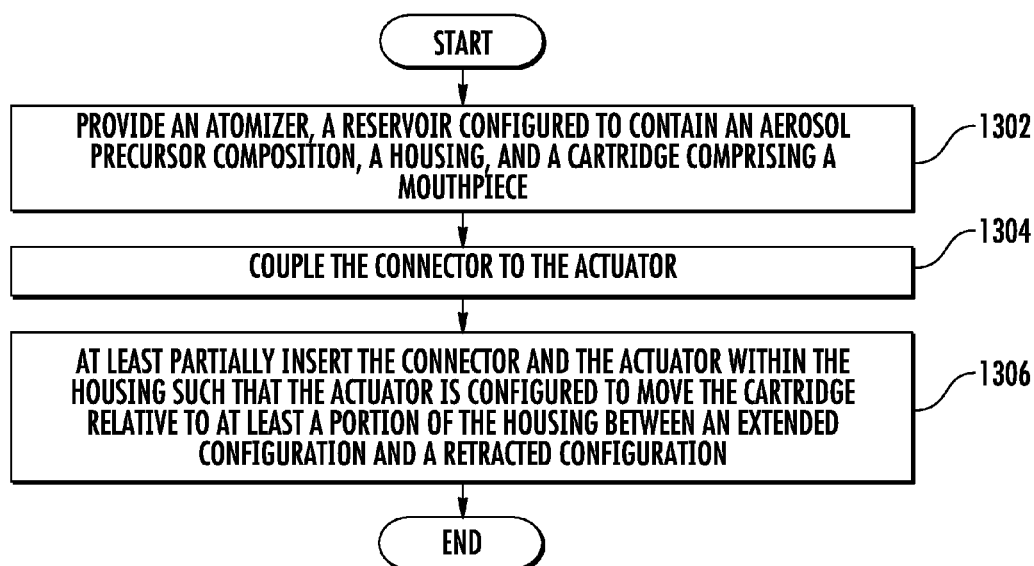 START
PROVIDE AN ATOMIZER, A RESERVOIR CONFIGURED TO CONTAIN AN AEROSOL
PRECURSOR COMPOSITION, A HOUSING, AND A CARTRIDGE COMPRISING A
MOUTHPIECE
1302
COUPLE THE CONNECTOR TO THE ACTUATOR
1304
AT LEAST PARTIALLY INSERT THE CONNECTOR AND THE ACTUATOR WITHIN THE
HOUSING SUCH THAT THE ACTUATOR IS CONFIGURED TO MOVE THE CARTRIDGE
RELATIVE TO AT LEAST A PORTION OF THE HOUSING BETWEEN AN EXTENDED
CONFIGURATION AND A RETRACTED CONFIGURATION
1306
END